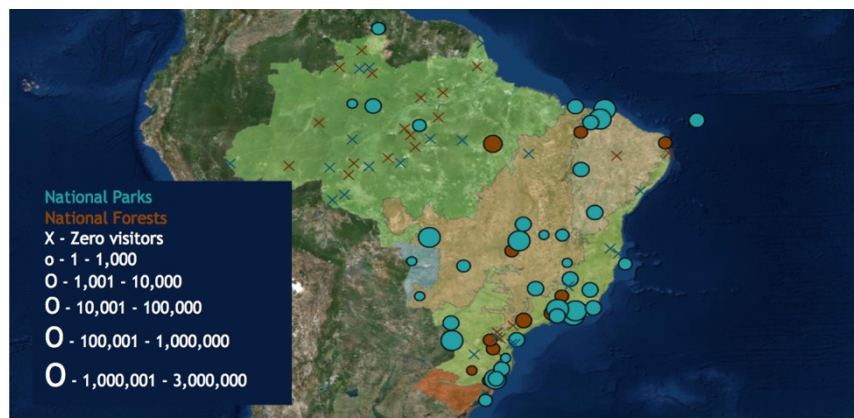 National Parks
National Forests
X - Zero visitors
o - 1 - 1,000
O - 1,001 - 10,000
O - 10,001 - 100,000
O - 100,001 - 1,000,000
O - 1,000,001 - 3,000,000